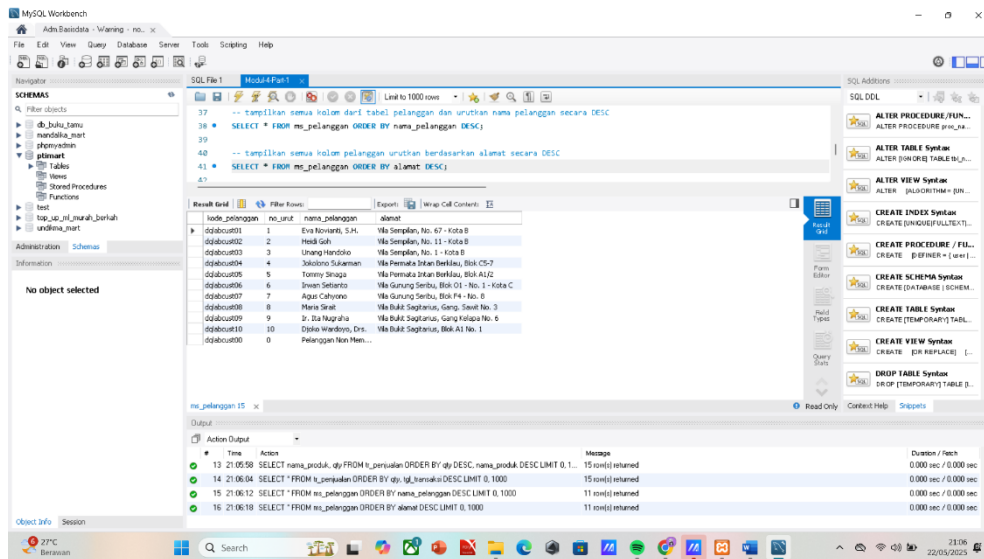 MySQL Workbench
Adm.Basisdata - Warning - no... ×
File Edit View Query Database Server Tools Scripting Help
Navigator
SCHEMAS
Filter objects
db_buku_tamu
mandalika_mart
phpmyadmin
ptimart
Tables
Views
Stored Procedures
Functions
test
top_up_ml_murah_berkah
undikma_mart
Administration Schemas
Information
No object selected
Object Info Session
SQL File 1 Modul-4-Part-1 ×
Limit to 1000 rows
37 -- tampilkan semua kolom dari tabel pelanggan dan urutkan nama pelanggan secara DESC
38 SELECT * FROM ms_pelanggan ORDER BY nama_pelanggan DESC;
39
40 -- tampilkan semua kolom pelanggan urutkan berdasarkan alamat secara DESC
41 SELECT * FROM ms_pelanggan ORDER BY alamat DESC;
42
Result Grid Filter Rows: Export: Wrap Cell Content:
kode_pelanggan no_urut nama_pelanggan alamat
dqlabcust01 1 Eva Novianti, S.H. Vila Sempilan, No. 67 - Kota B
dqlabcust02 2 Heidi Goh Vila Sempilan, No. 11 - Kota B
dqlabcust03 3 Unang Handoko Vila Sempilan, No. 1 - Kota B
dqlabcust04 4 Jokolono Sukarman Vila Permata Intan Berkilau, Blok C5-7
dqlabcust05 5 Tommy Sinaga Vila Permata Intan Berkilau, Blok A1/2
dqlabcust06 6 Irwan Setianto Vila Gunung Seribu, Blok O1 - No. 1 - Kota C
dqlabcust07 7 Agus Cahyono Vila Gunung Seribu, Blok F4 - No. 8
dqlabcust08 8 Maria Sirait Vila Bukit Sagitarius, Gang. Sawit No. 3
dqlabcust09 9 Ir. Ita Nugraha Vila Bukit Sagitarius, Gang Kelapa No. 6
dqlabcust10 10 Djoko Wardoyo, Drs. Vila Bukit Sagitarius, Blok A1 No. 1
dqlabcust00 0 Pelanggan Non Mem...
Result Grid
Form Editor
Field Types
Query Stats
ms_pelanggan 15 ×
Read Only
Output
Action Output
# Time Action Message Duration / Fetch
13 21:05:58 SELECT nama_produk, qty FROM tr_penjualan ORDER BY qty DESC, nama_produk DESC LIMIT 0, 1... 15 row(s) returned 0.000 sec / 0.000 sec
14 21:06:04 SELECT * FROM tr_penjualan ORDER BY qty, tgl_transaksi DESC LIMIT 0, 1000 15 row(s) returned 0.000 sec / 0.000 sec
15 21:06:12 SELECT * FROM ms_pelanggan ORDER BY nama_pelanggan DESC LIMIT 0, 1000 11 row(s) returned 0.000 sec / 0.000 sec
16 21:06:18 SELECT * FROM ms_pelanggan ORDER BY alamat DESC LIMIT 0, 1000 11 row(s) returned 0.000 sec / 0.000 sec
SQL Additions
SQL DDL
ALTER PROCEDURE/FUN...
ALTER PROCEDURE proc_na...
ALTER TABLE Syntax
ALTER [IGNORE] TABLE tbl_n...
ALTER VIEW Syntax
ALTER [ALGORITHM = {UN...
CREATE INDEX Syntax
CREATE [UNIQUE|FULLTEXT|...
CREATE PROCEDURE / FU...
CREATE [DEFINER = { user | ...
CREATE SCHEMA Syntax
CREATE {DATABASE | SCHEM...
CREATE TABLE Syntax
CREATE [TEMPORARY] TABL...
CREATE VIEW Syntax
CREATE [OR REPLACE] [...
DROP TABLE Syntax
DROP [TEMPORARY] TABLE [I...
Context Help Snippets
27°C
Berawan
Search
21:06
22/05/2025